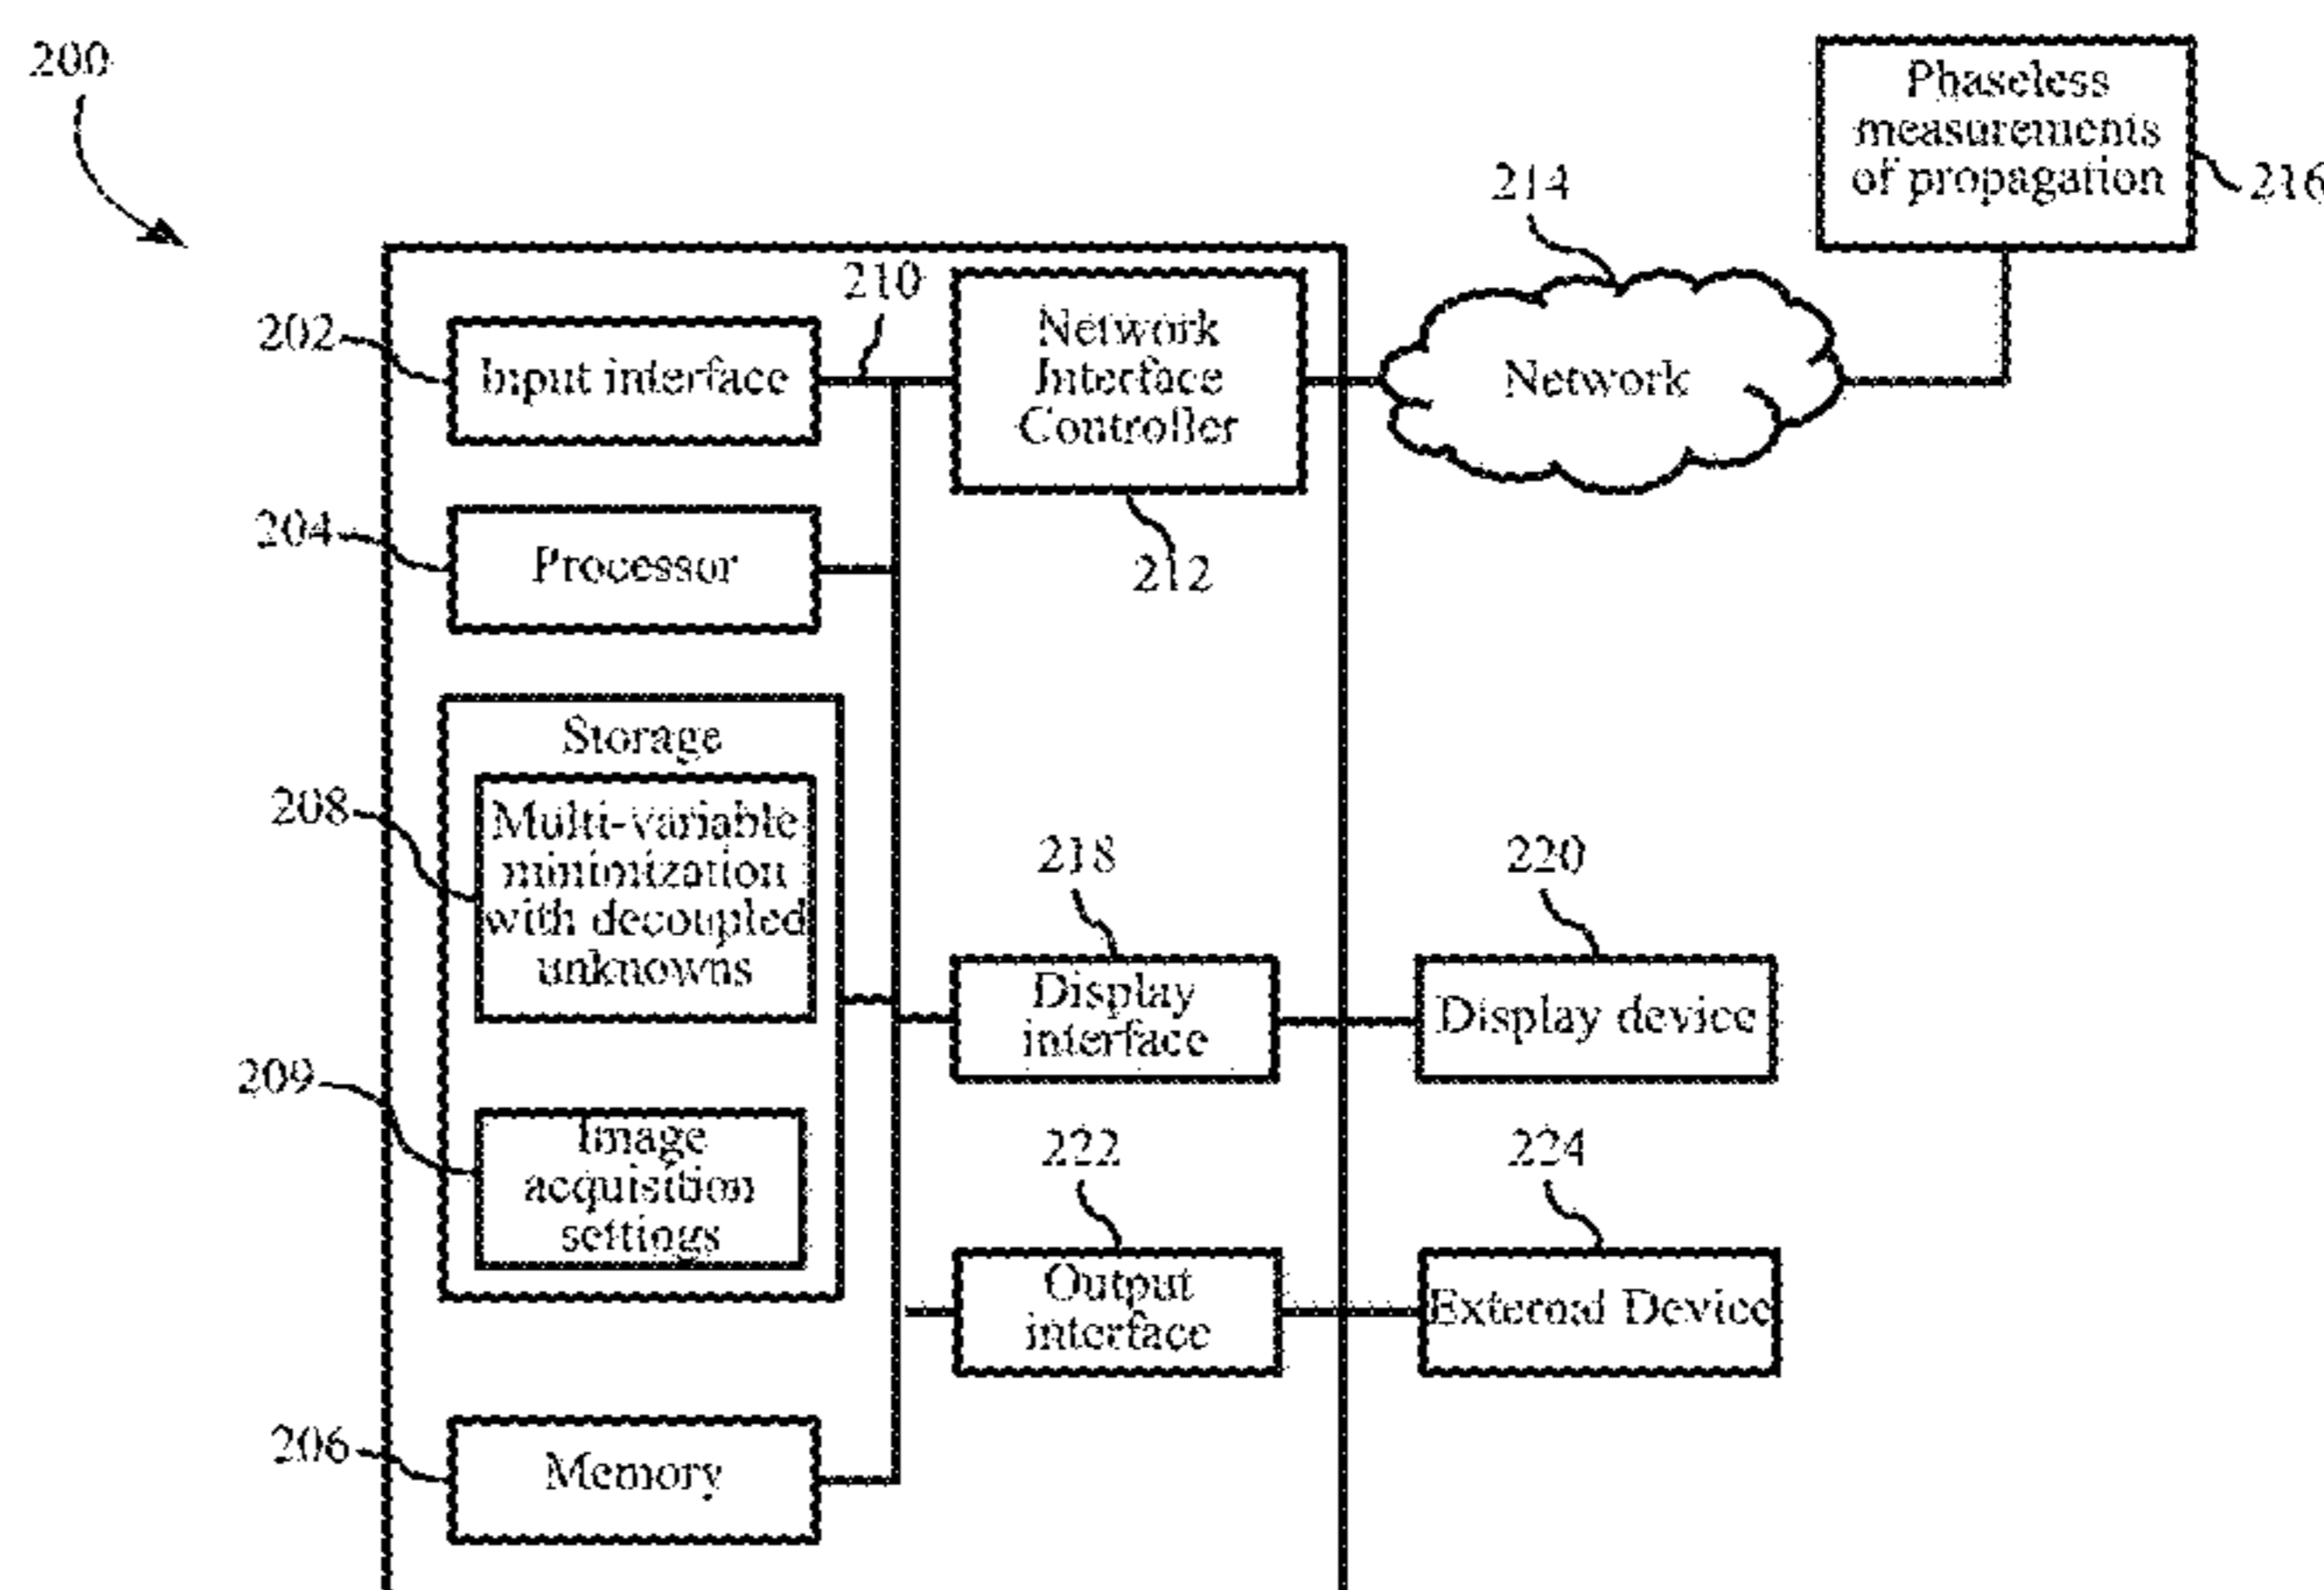 200
Phaseless
measurements
of propagation
216
214
210
202
Input interface
Network
Interface
Controller
Network
204
Processor
212
Storage
208
Multi-variable
minimization
with decoupled
unknowns
218
220
Display
interface
Display device
209
Image
acquisition
settings
222
224
Output
interface
External Device
206
Memory